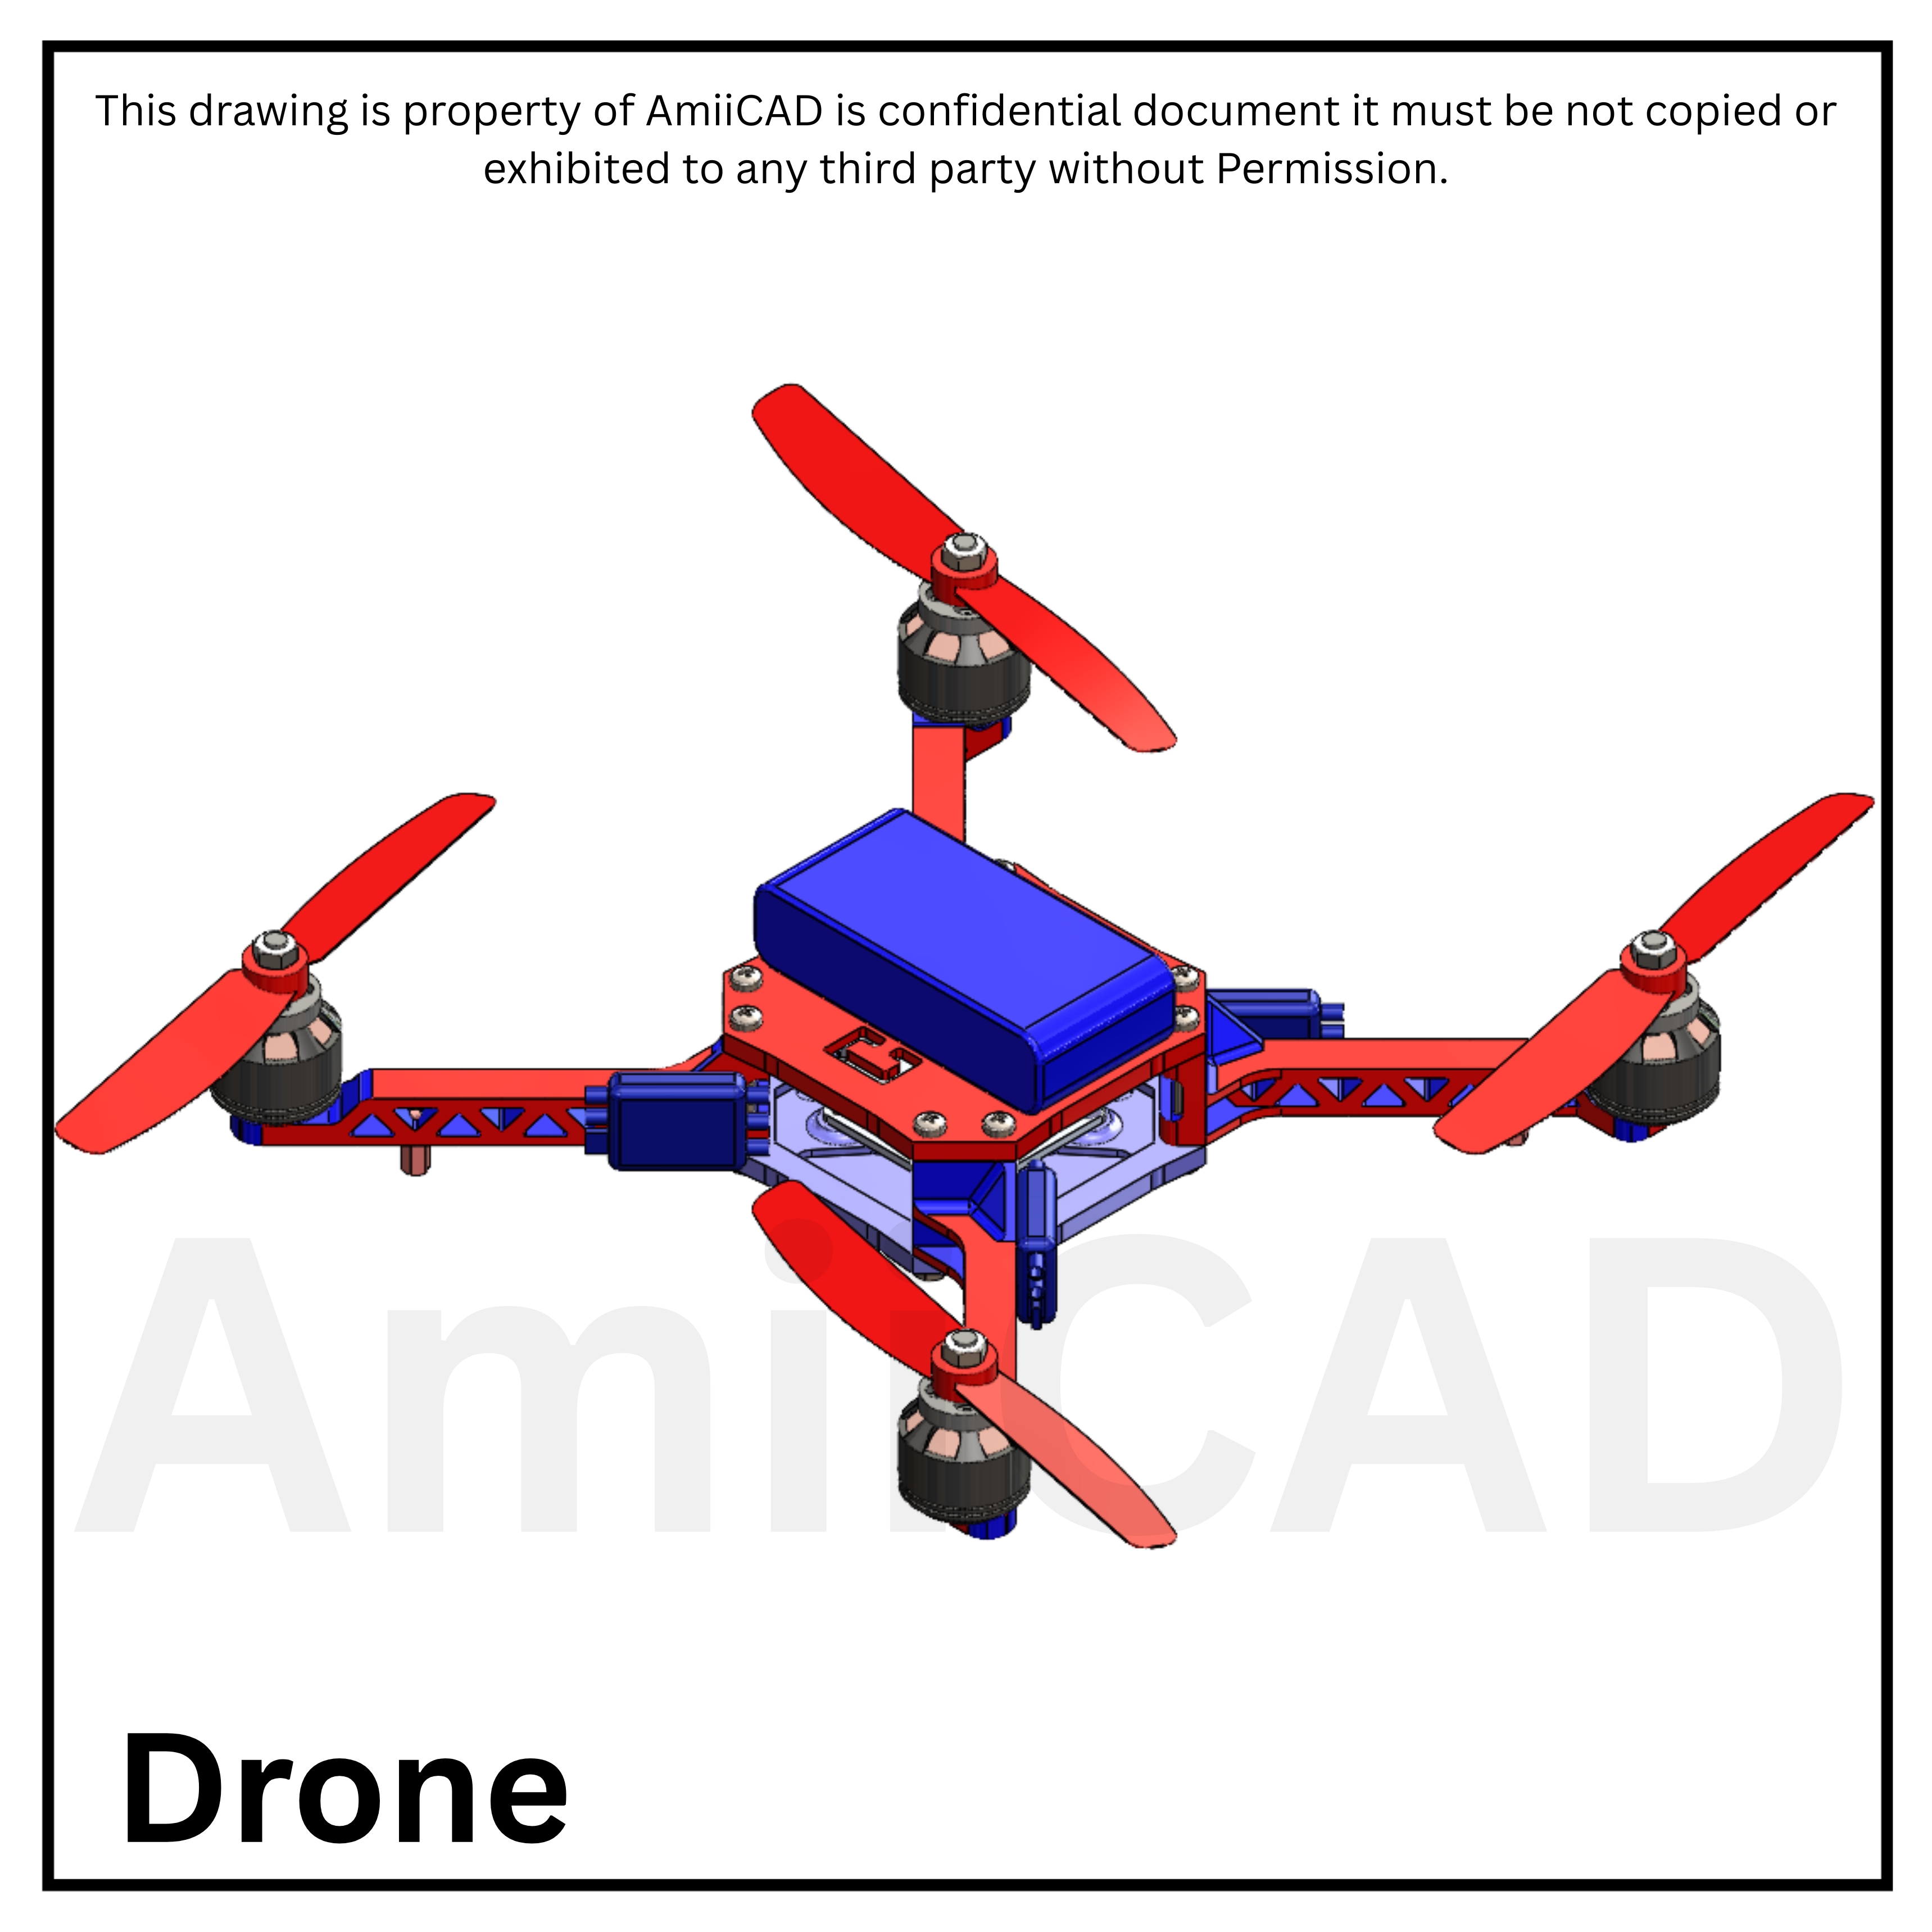 This drawing is property of AmiiCAD is confidential document it must be not copied or
exhibited to any third party without Permission.
AmiiCAD
Drone